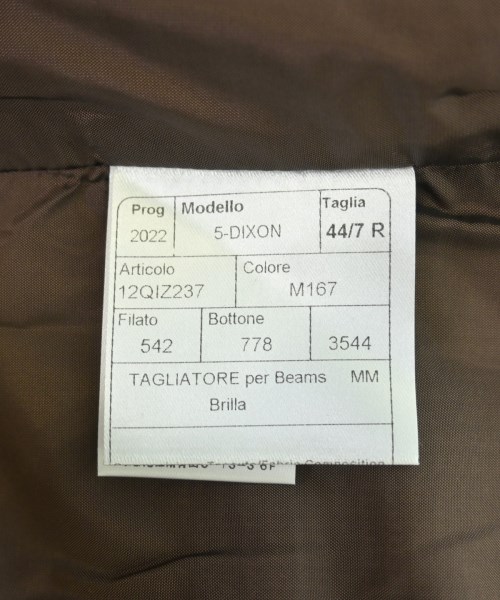 Prog Modello Taglia
2022 5-DIXON 44/7 R
Articolo Colore
12QIZ237 M167
Filato Bottone
542 778 3544
TAGLIATORE per Beams MM
Brilla
Composition